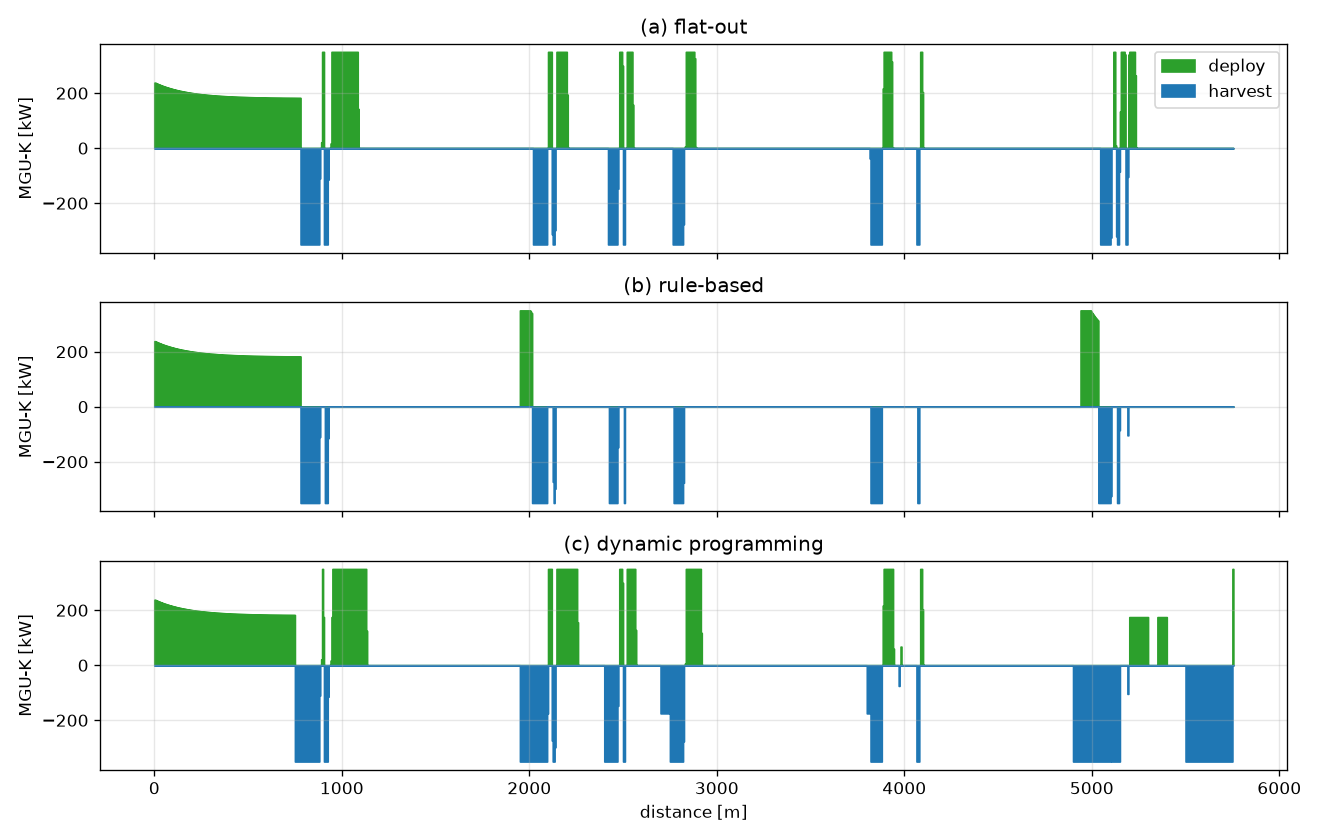 (a) flat-out
MGU-K [kW]
200
0
−200
deploy
harvest
(b) rule-based
MGU-K [kW]
200
0
−200
(c) dynamic programming
MGU-K [kW]
200
0
−200
0 1000 2000 3000 4000 5000 6000
distance [m]